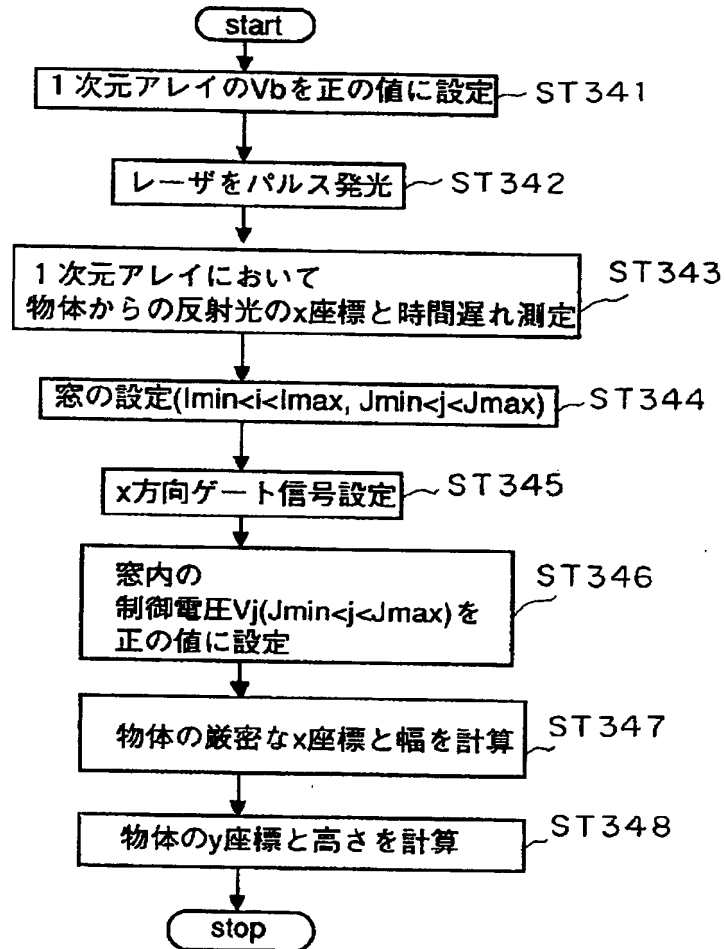 start
1次元アレイのVbを正の値に設定
ST341
レーザをパルス発光
ST342
1次元アレイにおいて
物体からの反射光のx座標と時間遅れ測定
ST343
窓の設定(Imin<i<Imax, Jmin<j<Jmax)
ST344
x方向ゲート信号設定
ST345
窓内の
制御電圧Vj(Jmin<j<Jmax)を
正の値に設定
ST346
物体の厳密なx座標と幅を計算
ST347
物体のy座標と高さを計算
ST348
stop